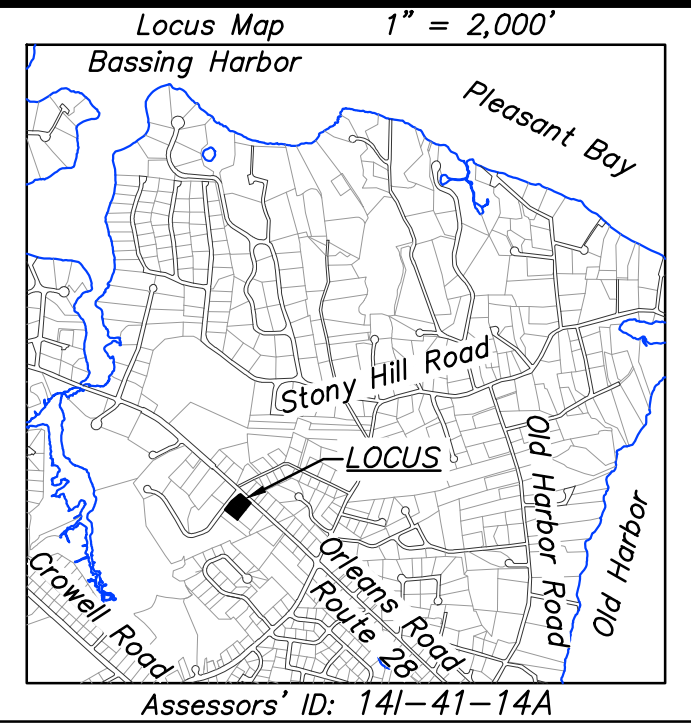 Locus Map 1" = 2,000'
Bassing Harbor
Pleasant Bay
Stony Hill Road
LOCUS
Old Harbor Road
Old Harbor
Orleans Road
Route 28
Crowell Road
Assessors' ID: 14I-41-14A